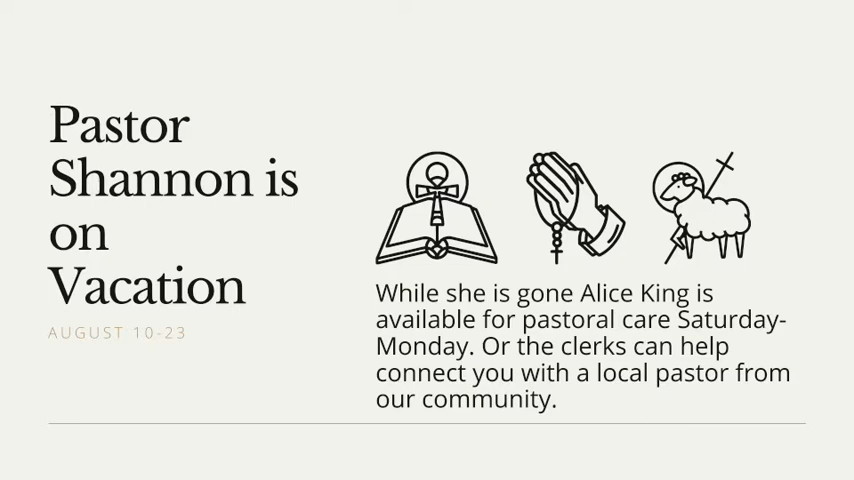 Pastor
Shannon is
on
Vacation
AUGUST 10-23
While she is gone Alice King is
available for pastoral care Saturday-
Monday. Or the clerks can help
connect you with a local pastor from
our community.